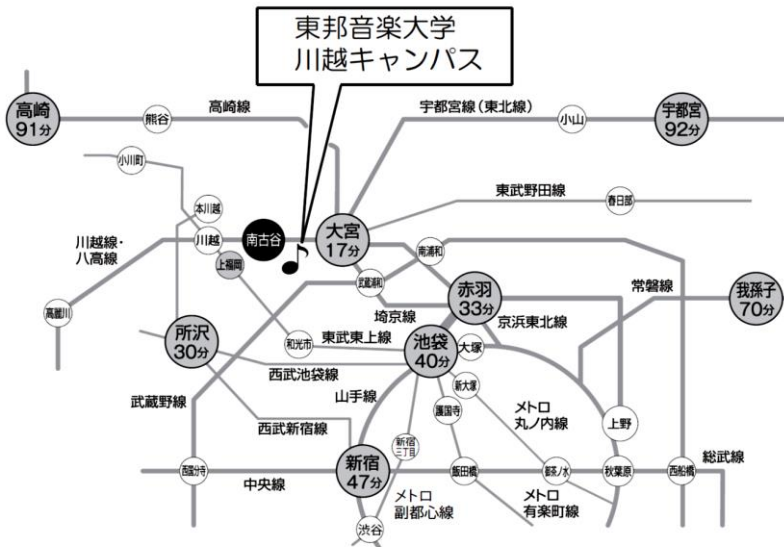 東邦音楽大学
川越キャンパス
高崎
91分
熊谷
高崎線
宇都宮線(東北線)
小山
宇都宮
92分
小川町
本川越
東武野田線
春日部
川越線・
八高線
川越
南古谷
大宮
17分
上福岡
南浦和
武蔵浦和
赤羽
33分
常磐線
我孫子
70分
高麗川
埼京線
京浜東北線
所沢
30分
和光市
東武東上線
池袋
40分
大塚
西武池袋線
新大塚
武蔵野線
山手線
護国寺
メトロ
丸ノ内線
上野
西武新宿線
新宿
三丁目
西国分寺
中央線
新宿
47分
飯田橋
御茶ノ水
秋葉原
西船橋
総武線
メトロ
副都心線
メトロ
有楽町線
渋谷